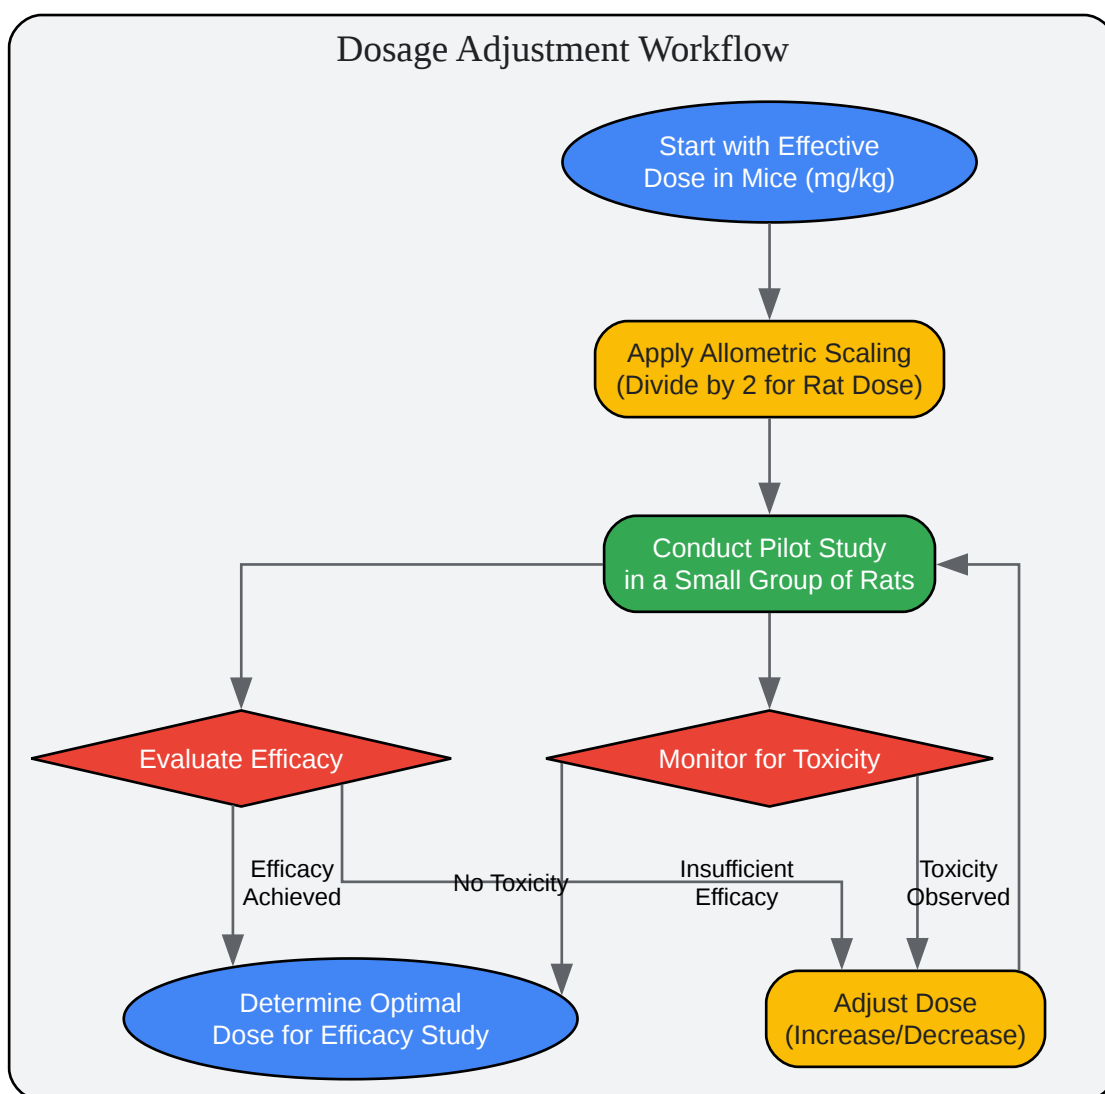 Dosage Adjustment Workflow
Start with Effective
Dose in Mice (mg/kg)
Apply Allometric Scaling
(Divide by 2 for Rat Dose)
Conduct Pilot Study
in a Small Group of Rats
Evaluate Efficacy
Monitor for Toxicity
Efficacy
Achieved
No Toxicity
Insufficient
Efficacy
Toxicity
Observed
Determine Optimal
Dose for Efficacy Study
Adjust Dose
(Increase/Decrease)